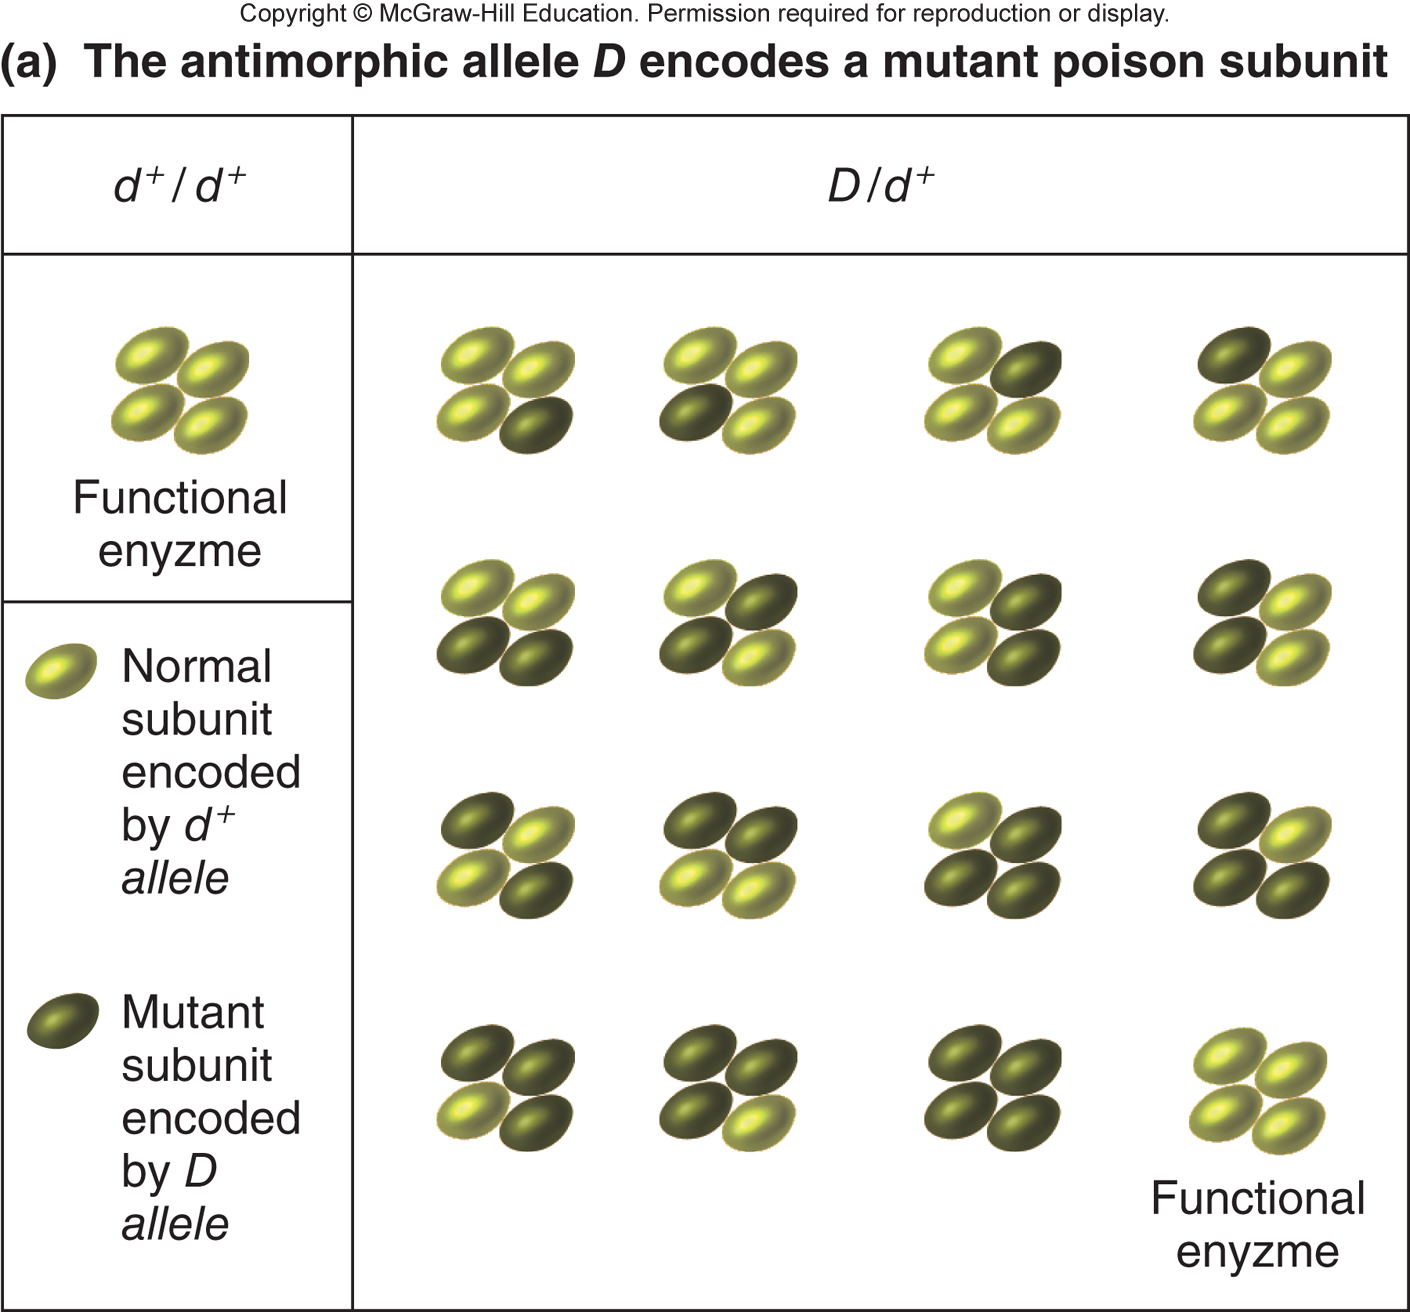 Copyright © McGraw-Hill Education. Permission required for reproduction or display.
(a) The antimorphic allele D encodes a mutant poison subunit
d⁺/d⁺
D/d⁺
Functional
enyzme
Normal
subunit
encoded
by d⁺
allele
Mutant
subunit
encoded
by D
allele
Functional
enyzme